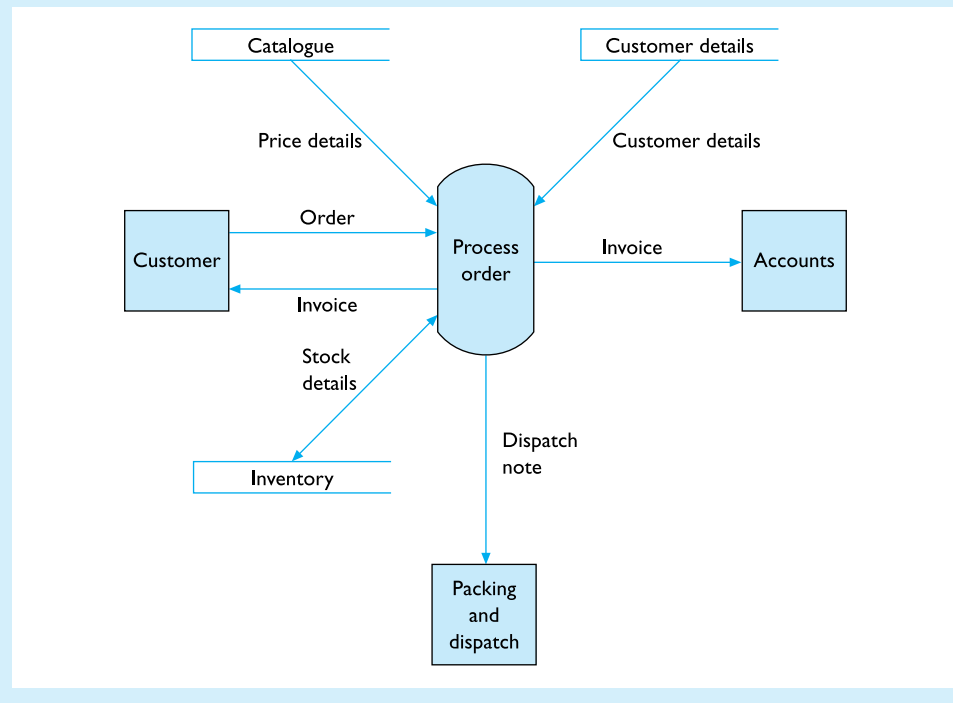 Catalogue
Customer details
Price details
Customer details
Order
Customer
Process
order
Invoice
Accounts
Invoice
Stock
details
Dispatch
note
Inventory
Packing
and
dispatch